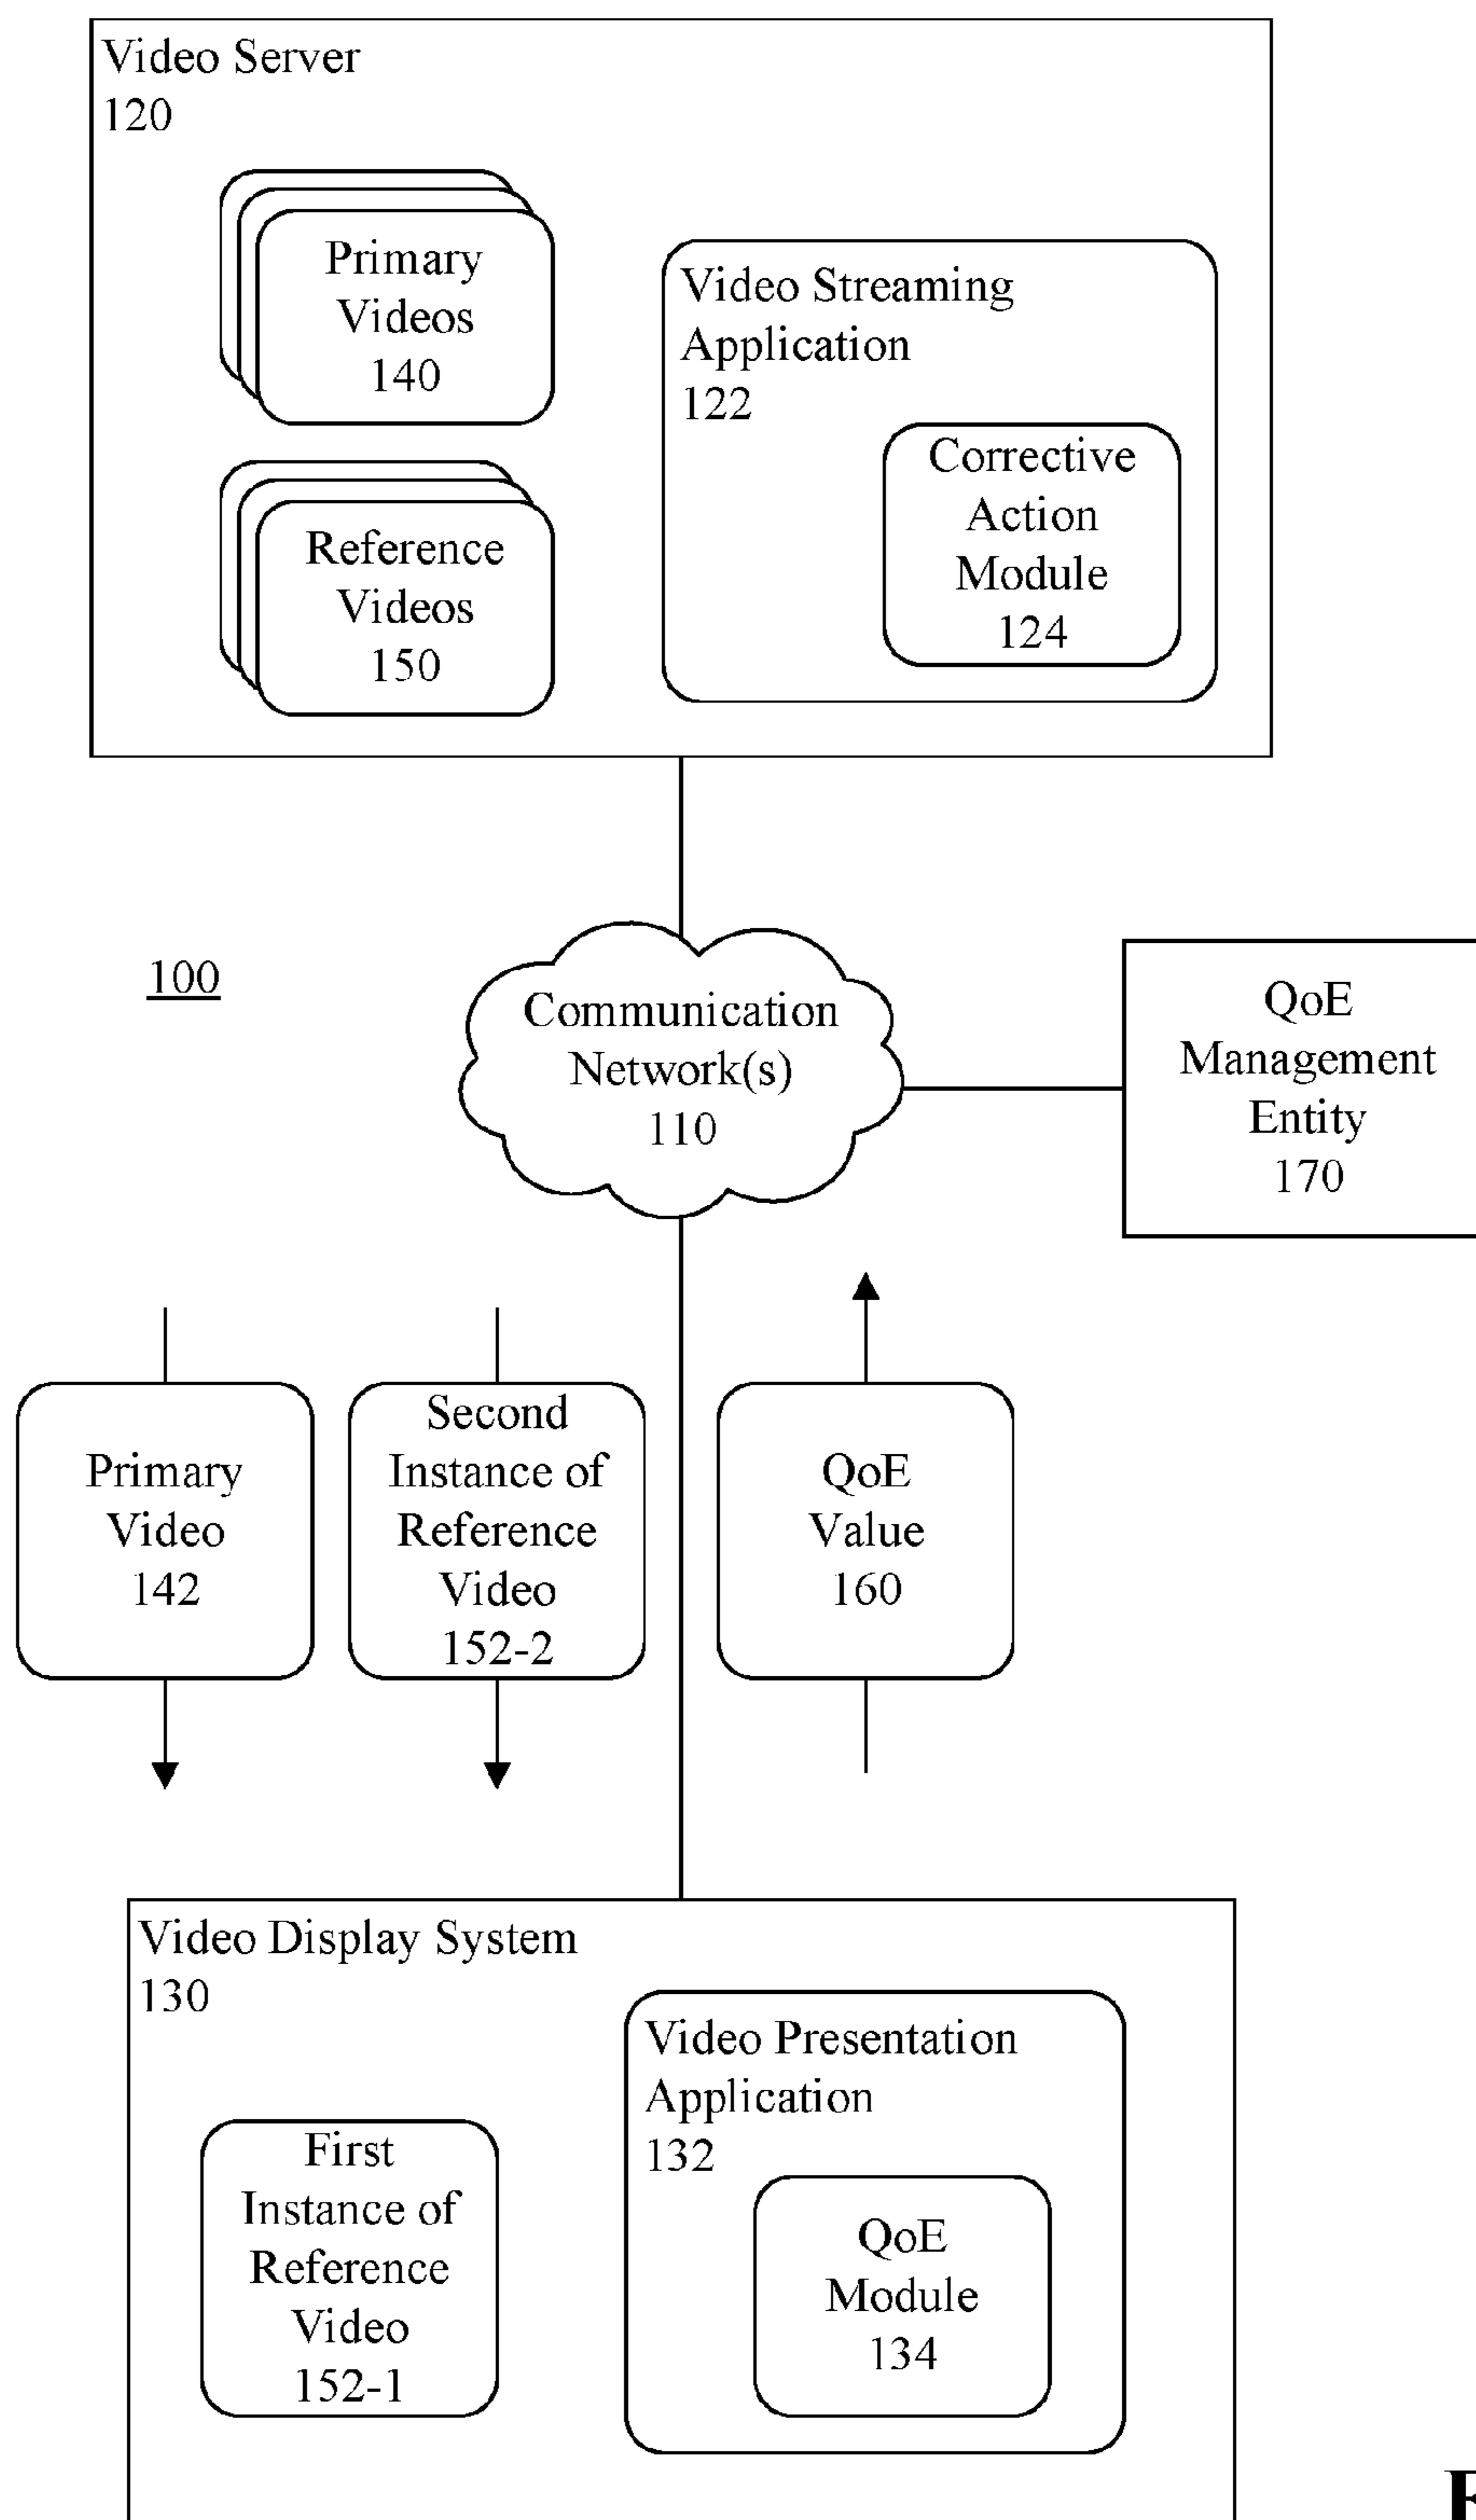 Video Server
120
Primary
Videos
140
Video Streaming
Application
122
Corrective
Action
Module
124
Reference
Videos
150
100
Communication
Network(s)
110
QoE
Management
Entity
170
Primary
Video
142
Second
Instance of
Reference
Video
152-2
QoE
Value
160
Video Display System
130
Video Presentation
Application
132
First
Instance of
Reference
Video
152-1
QoE
Module
134